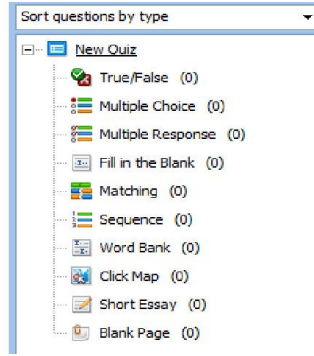 Sort questions by type
New Quiz
True/False (0)
Multiple Choice (0)
Multiple Response (0)
Fill in the Blank (0)
Matching (0)
Sequence (0)
Word Bank (0)
Click Map (0)
Short Essay (0)
Blank Page (0)